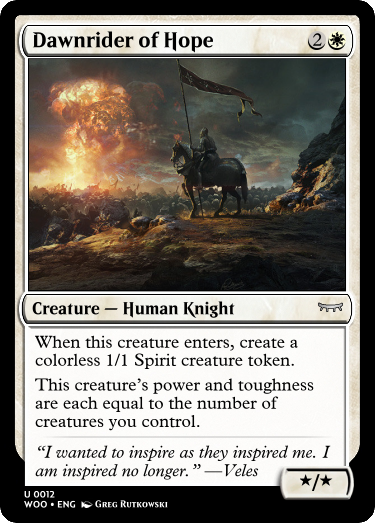 Dawnrider of Hope 2
Creature — Human Knight
When this creature enters, create a
colorless 1/1 Spirit creature token.
This creature's power and toughness
are each equal to the number of
creatures you control.
“I wanted to inspire as they inspired me. I
am inspired no longer.” —Veles
★/★
U 0012
WOO • ENG Greg Rutkowski